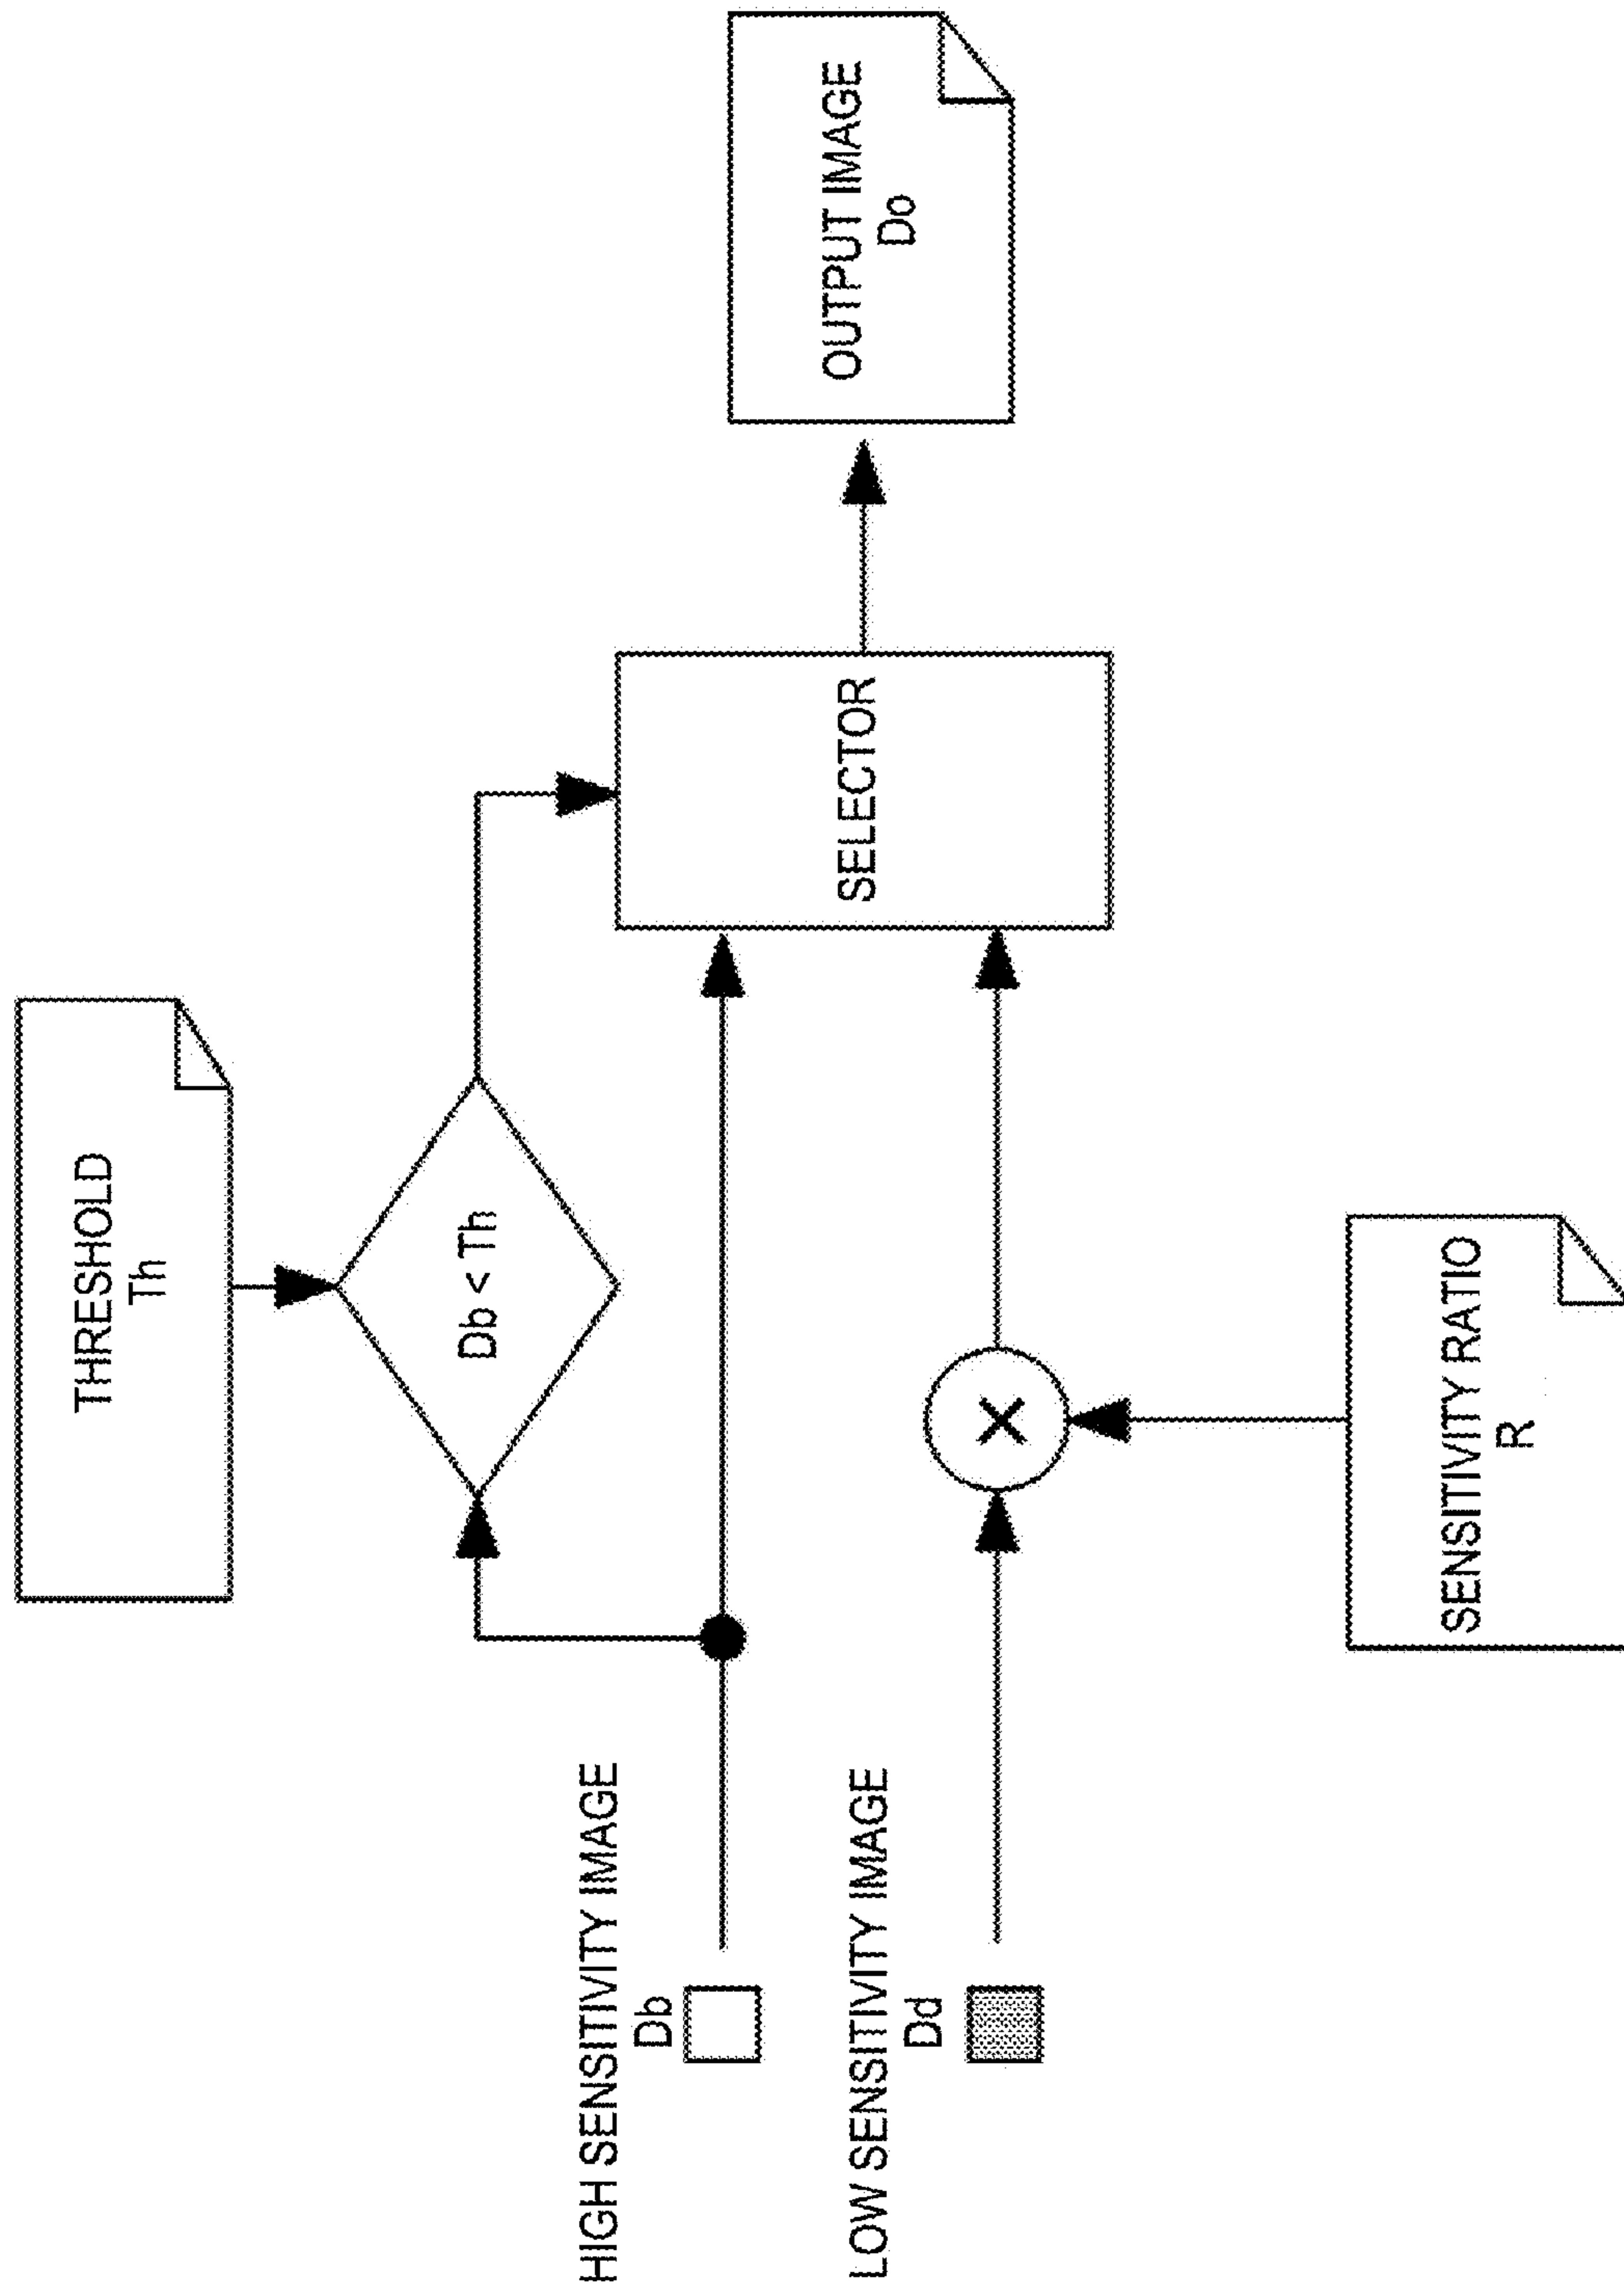 THRESHOLD
Th
Db < Th
HIGH SENSITIVITY IMAGE
Db
SELECTOR
OUTPUT IMAGE
Do
LOW SENSITIVITY IMAGE
Dd
×
SENSITIVITY RATIO
R